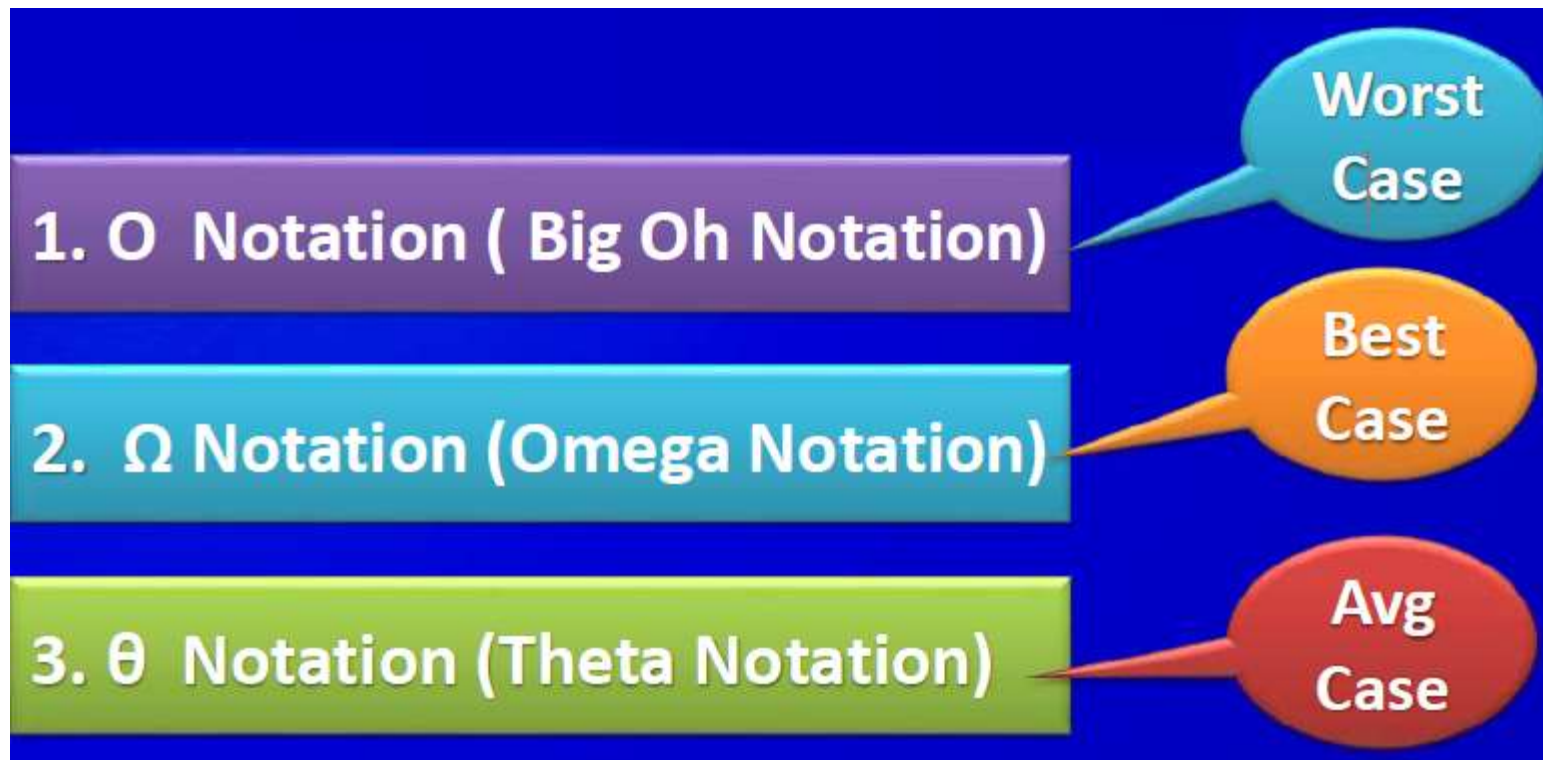 Worst
Case
1. O Notation ( Big Oh Notation)
Best
Case
2. Ω Notation (Omega Notation)
Avg
Case
3. θ Notation (Theta Notation)